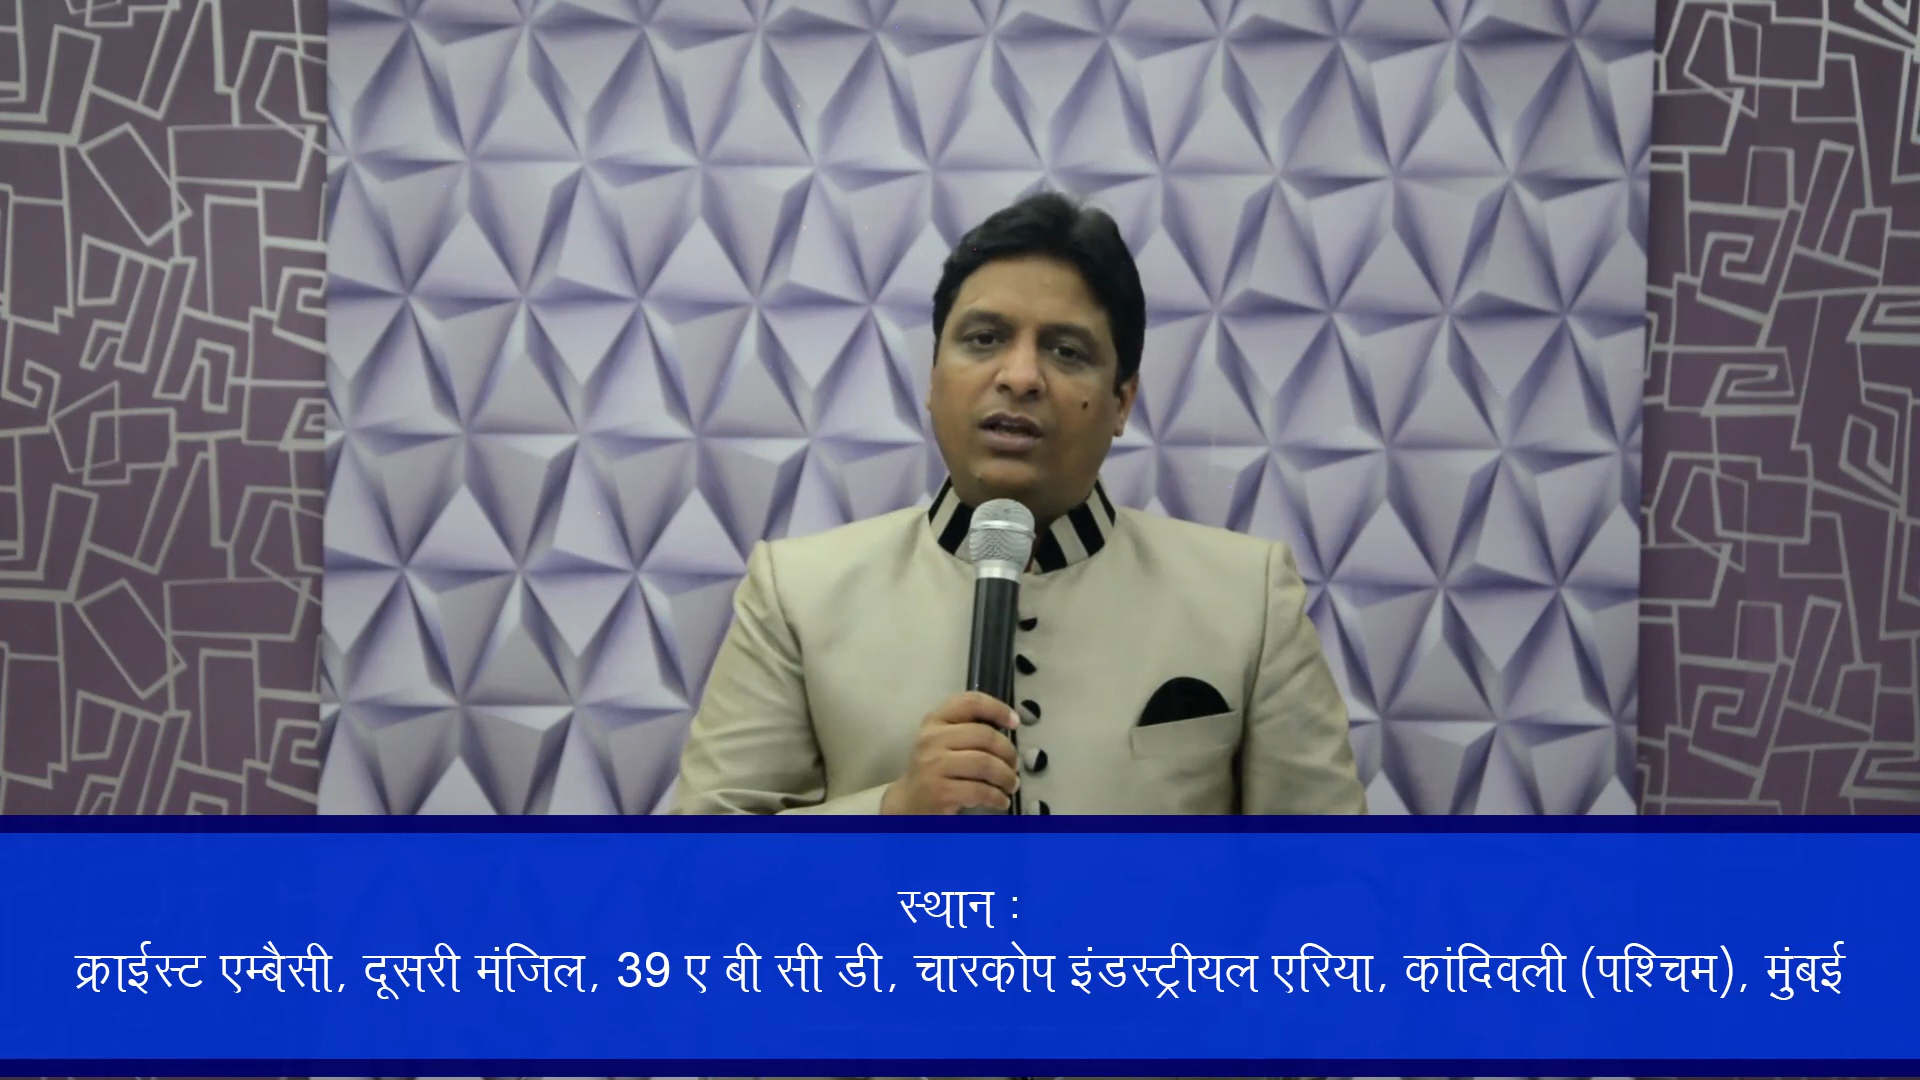 स्थान :
क्राईस्ट एम्बैसी, दूसरी मंजिल, 39 ए बी सी डी, चारकोप इंडस्ट्रीयल एरिया, कांदिवली (पश्चिम), मुंबई